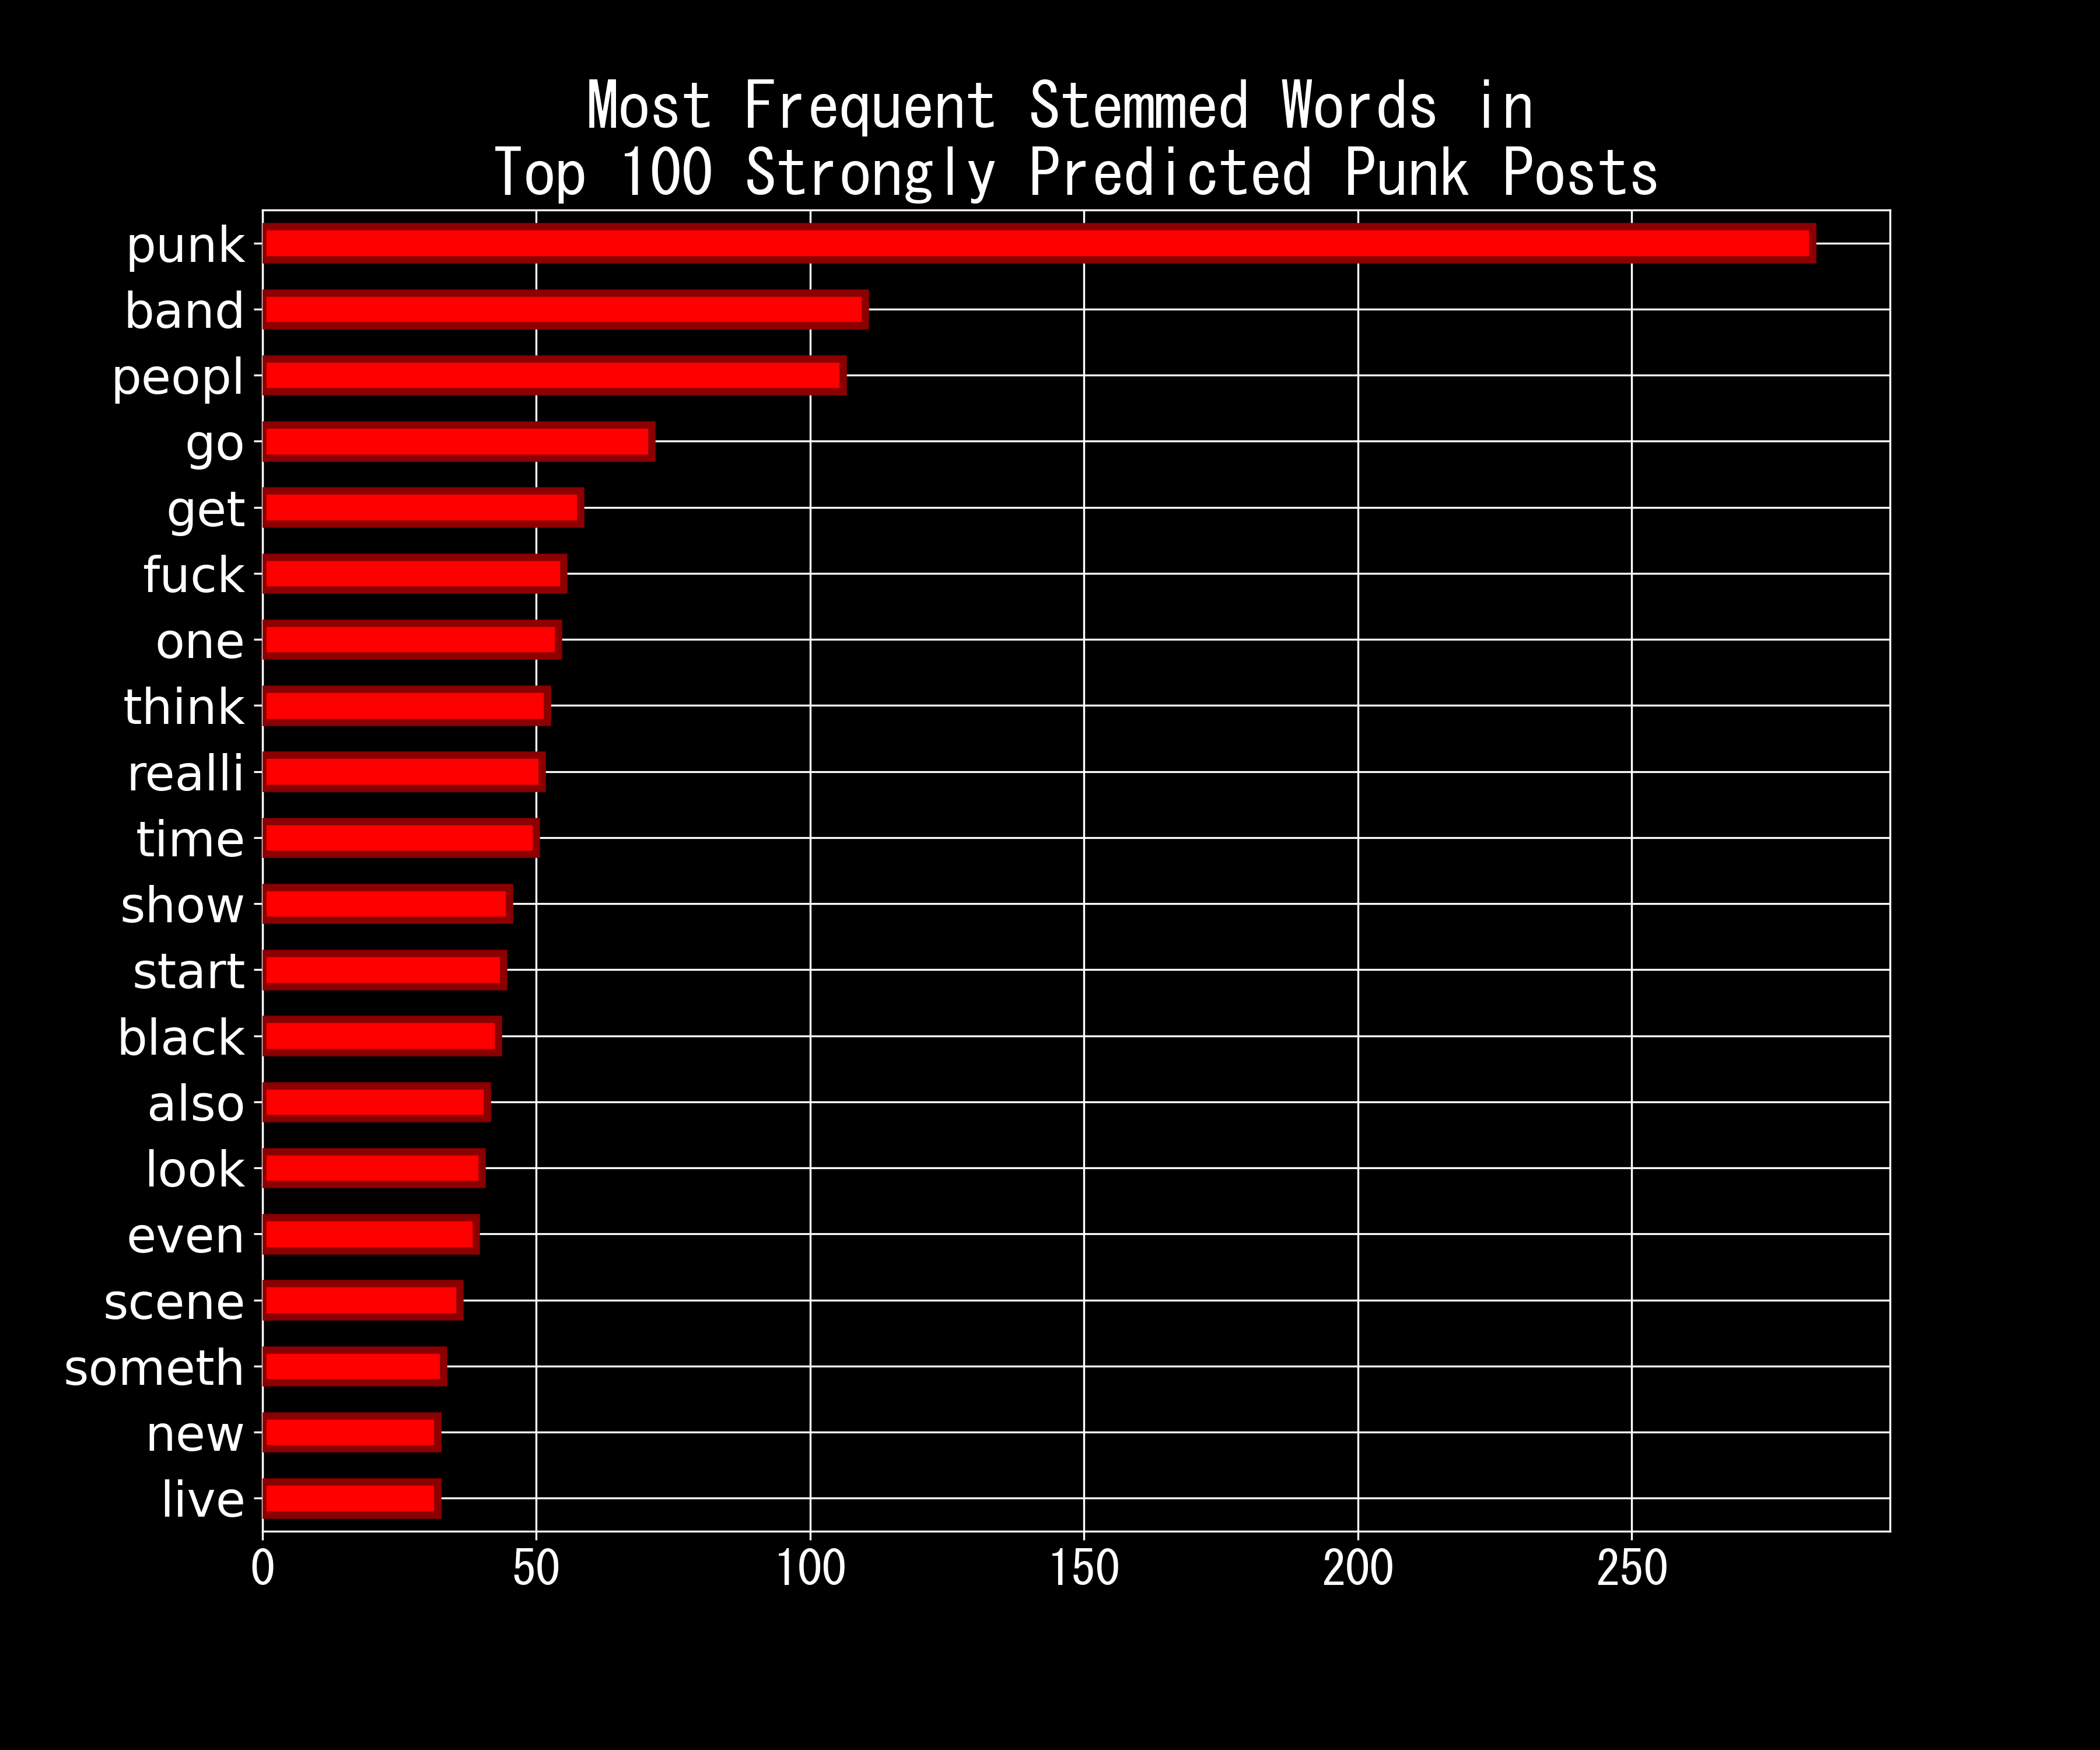 Most Frequent Stemmed Words in
Top 100 Strongly Predicted Punk Posts
punk
band
peopl
go
get
fuck
one
think
realli
time
show
start
black
also
look
even
scene
someth
new
live
0 50 100 150 200 250